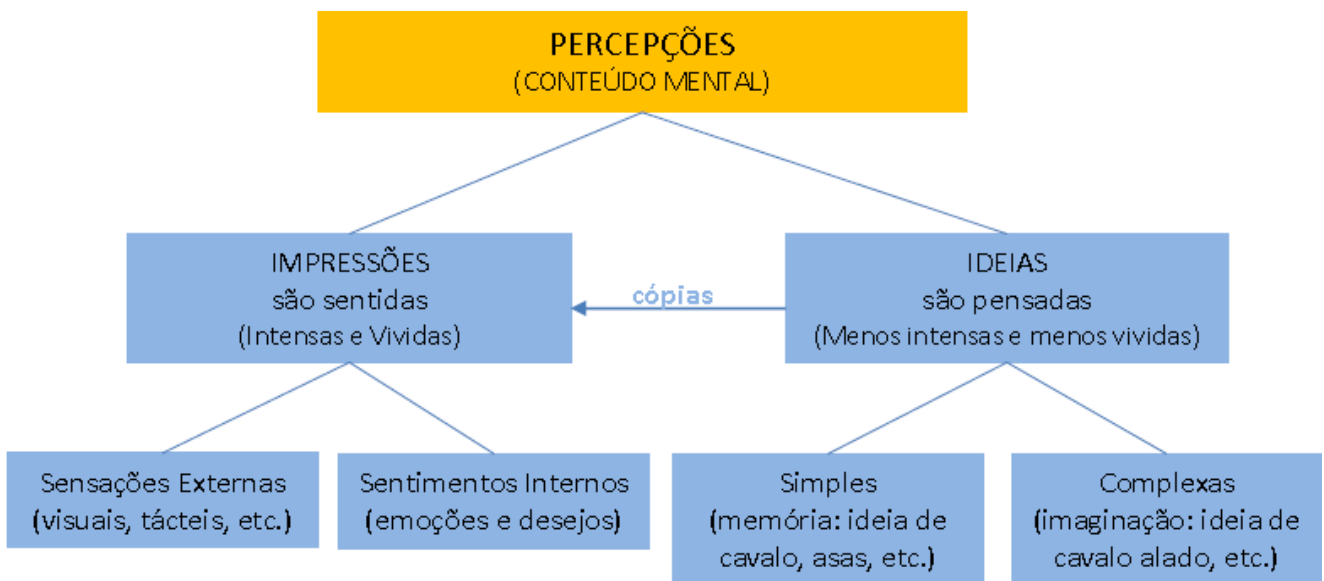 PERCEPÇÕES
(CONTEÚDO MENTAL)
IMPRESSÕES
são sentidas
(Intensas e Vividas)
cópias
IDEIAS
são pensadas
(Menos intensas e menos vividas)
Sensações Externas
(visuais, tácteis, etc.)
Sentimentos Internos
(emoções e desejos)
Simples
(memória: ideia de
cavalo, asas, etc.)
Complexas
(imaginação: ideia de
cavalo alado, etc.)